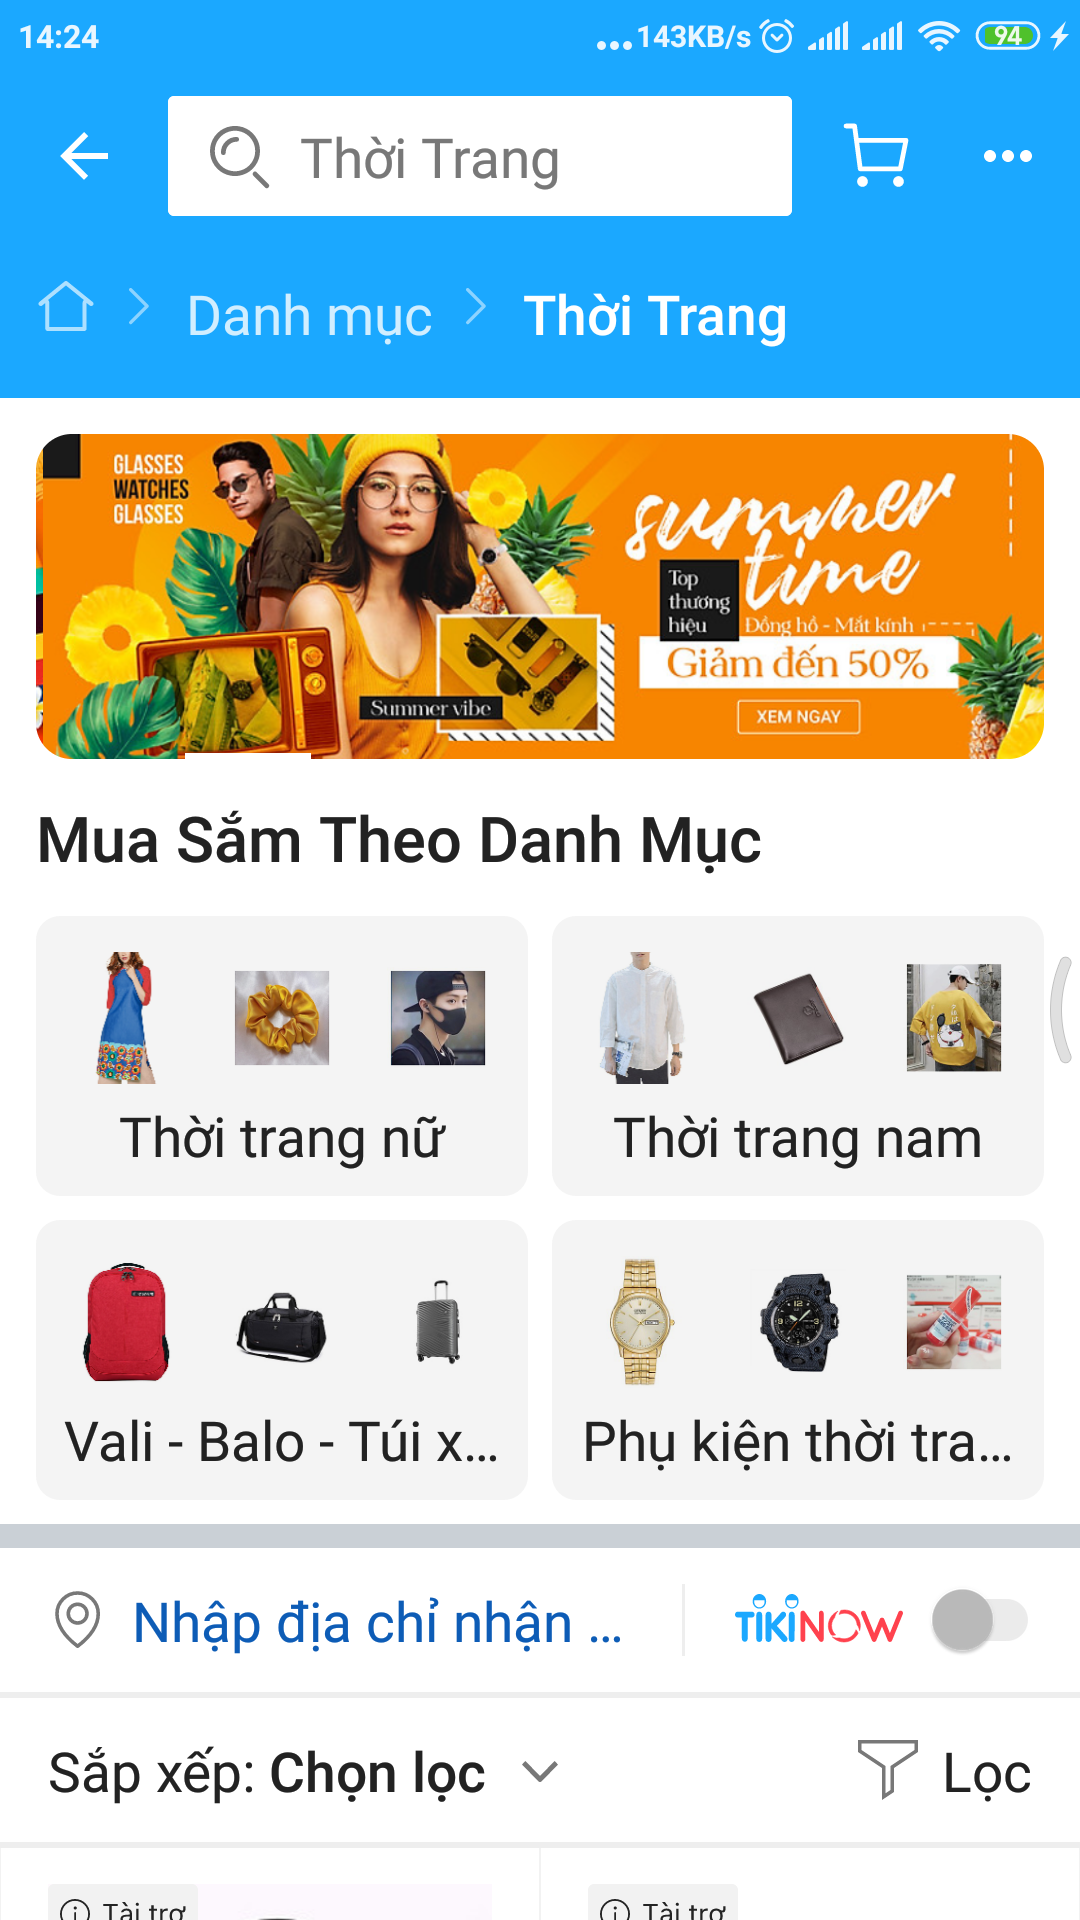 14:24
...143KB/s
94
Thời Trang
Danh mục
Thời Trang
GLASSES
WATCHES
GLASSES
summer
time
Top
thương
hiệu
Đồng hồ - Mắt kính
Giảm đến 50%
Summer vibe
XEM NGAY
Mua Sắm Theo Danh Mục
Thời trang nữ
Thời trang nam
Vali - Balo - Túi x...
Phụ kiện thời tra...
Nhập địa chỉ nhận ...
TIKINOW
Sắp xếp: Chọn lọc
Lọc
Tài trợ
Tài trợ